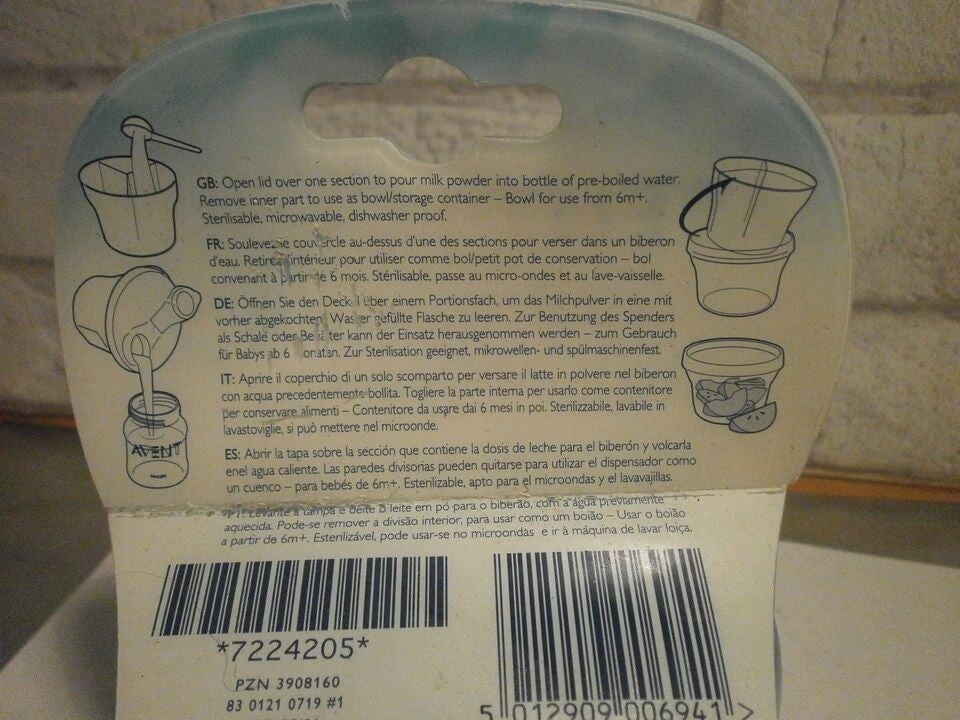 GB: Open lid over one section to pour milk powder into bottle of pre-boiled water.
Remove inner part to use as bowl/storage container – Bowl for use from 6m+.
Sterilisable, microwavable, dishwasher proof.
FR: Soulevez le couvercle au-dessus d'une des sections pour verser dans un biberon
d'eau. Retirez intérieur pour utiliser comme bol/petit pot de conservation – bol
convenant à partir de 6 mois. Stérilisable, passe au micro-ondes et au lave-vaisselle.
DE: Öffnen Sie den Deckel über einem Portionsfach, um das Milchpulver in eine mit
vorher abgekochten Wasser gefüllte Flasche zu leeren. Zur Benutzung des Spenders
als Schale oder Behälter kann der Einsatz herausgenommen werden – zum Gebrauch
für Babys ab 6 Monatan. Zur Sterilisation geeignet, mikrowellen- und spülmaschinenfest.
IT: Aprire il coperchio di un solo scomparto per versare il latte in polvere nel biberon
con acqua precedentemente bollita. Togliere la parte interna per usarlo come contenitore
per conservare alimenti – Contenitore da usare dai 6 mesi in poi. Sterilizzabile, lavabile in
lavastoviglie, si può mettere nel microonde.
ES: Abrir la tapa sobre la sección que contiene la dosis de leche para el biberón y volcarla
enel agua caliente. Las paredes divisorias pueden quitarse para utilizar el dispensador como
un cuenco – para bebés de 6m+. Esterilizable, apto para el microondas y el lavavajillas.
PT: Levante a tampa e deite o leite em pó para o biberão, com a água previamente
aquecida. Pode-se remover a divisão interior, para usar como um boião – Usar o boião
a partir de 6m+. Esterilizável, pode usar-se no microondas e ir à máquina de lavar loiça.
AVENT
*7224205*
PZN 3908160
83 0121 0719 #1
5 012909 006941 >